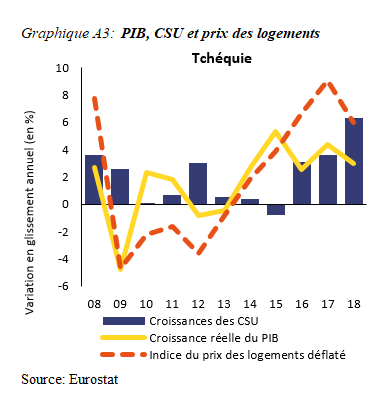 Graphique A3: PIB, CSU et prix des logements
Tchéquie
Variation en glissement annuel (en %)
10
8
6
4
2
0
-2
-4
-6
08 09 10 11 12 13 14 15 16 17 18
Croissances des CSU
Croissance réelle du PIB
Indice du prix des logements déflaté
Source: Eurostat